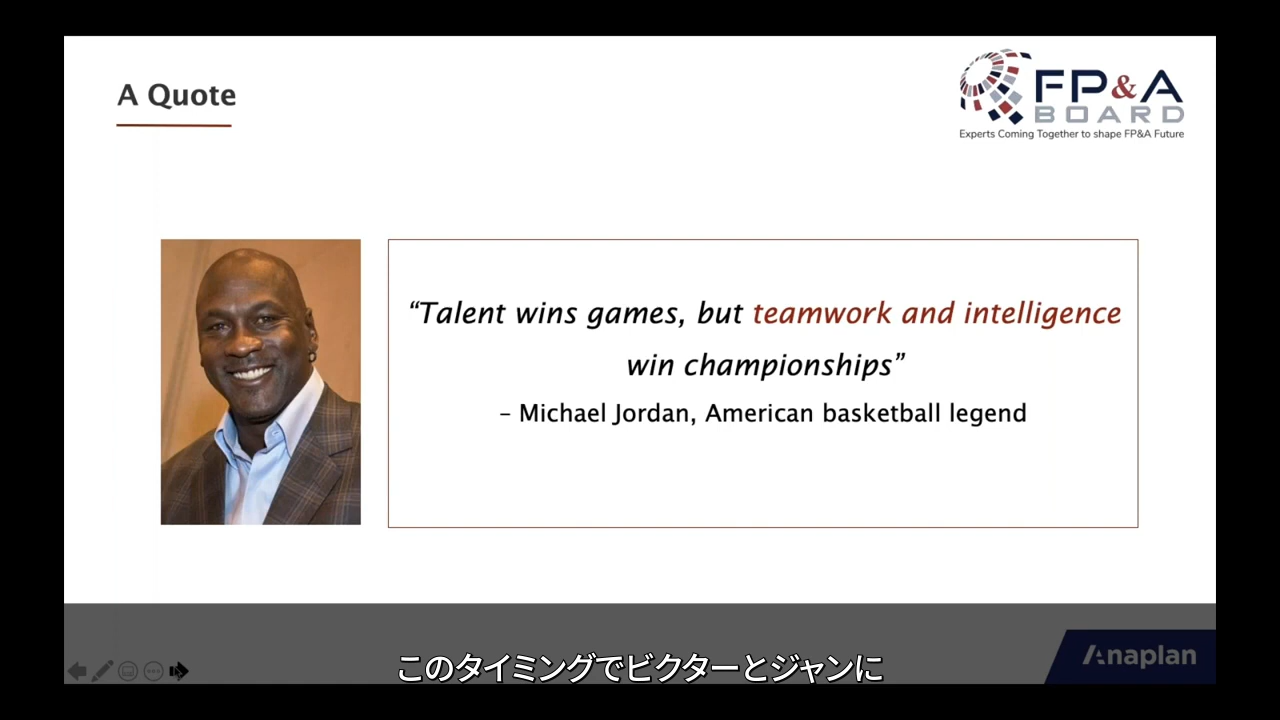 A Quote
FP&A
BOARD
Experts Coming Together to shape FP&A Future
“Talent wins games, but teamwork and intelligence
win championships”
– Michael Jordan, American basketball legend
Anaplan
このタイミングでビクターとジャンに